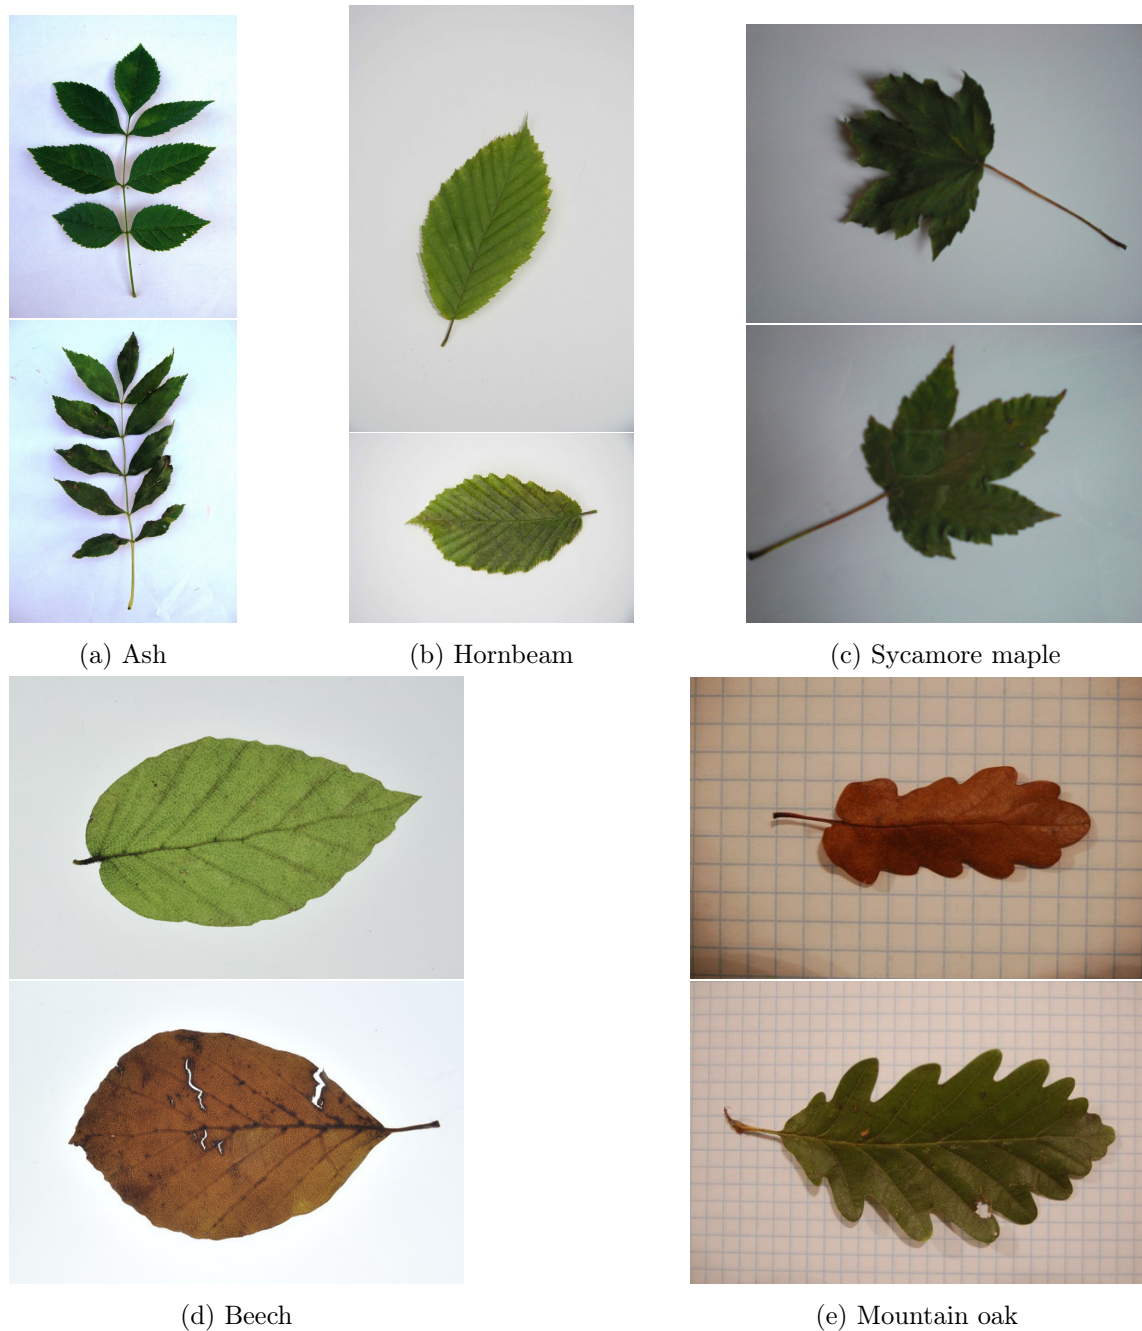 (a) Ash
(b) Hornbeam
(c) Sycamore maple
(d) Beech
(e) Mountain oak